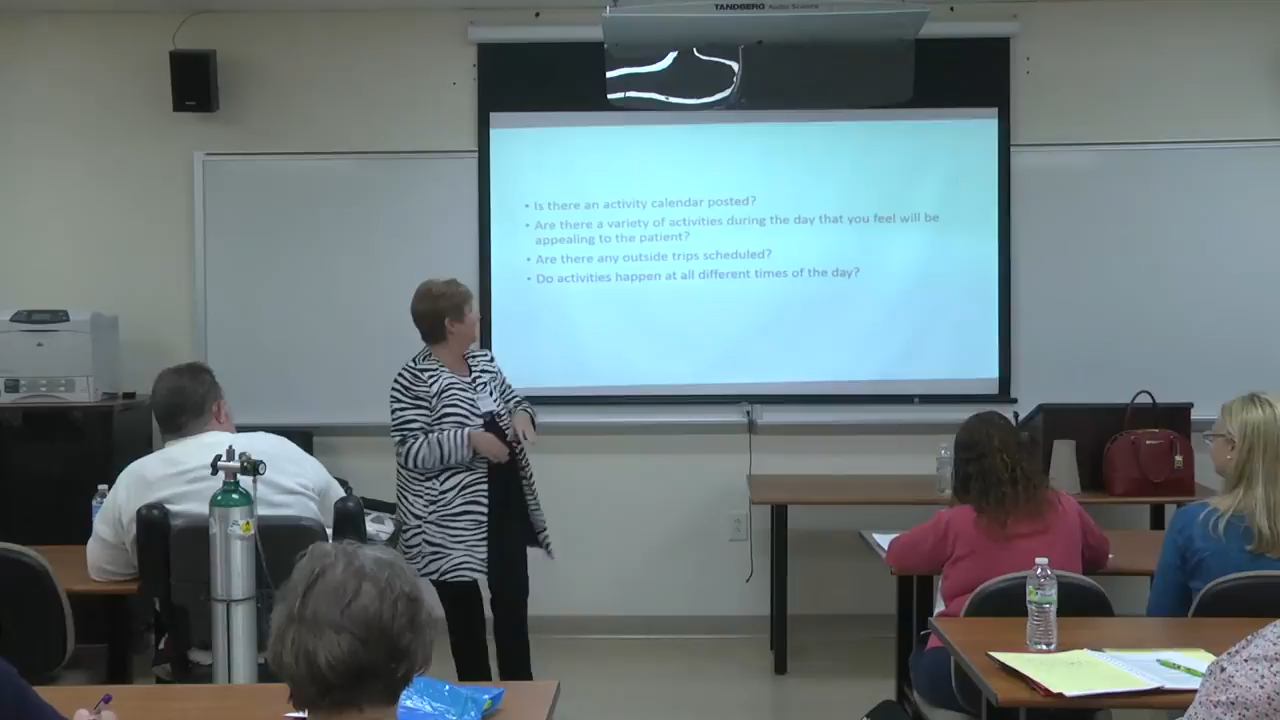 TANDBERG
• Is there an activity calendar posted?
• Are there a variety of activities during the day that you feel will be
appealing to the patient?
• Are there any outside trips scheduled?
• Do activities happen at all different times of the day?